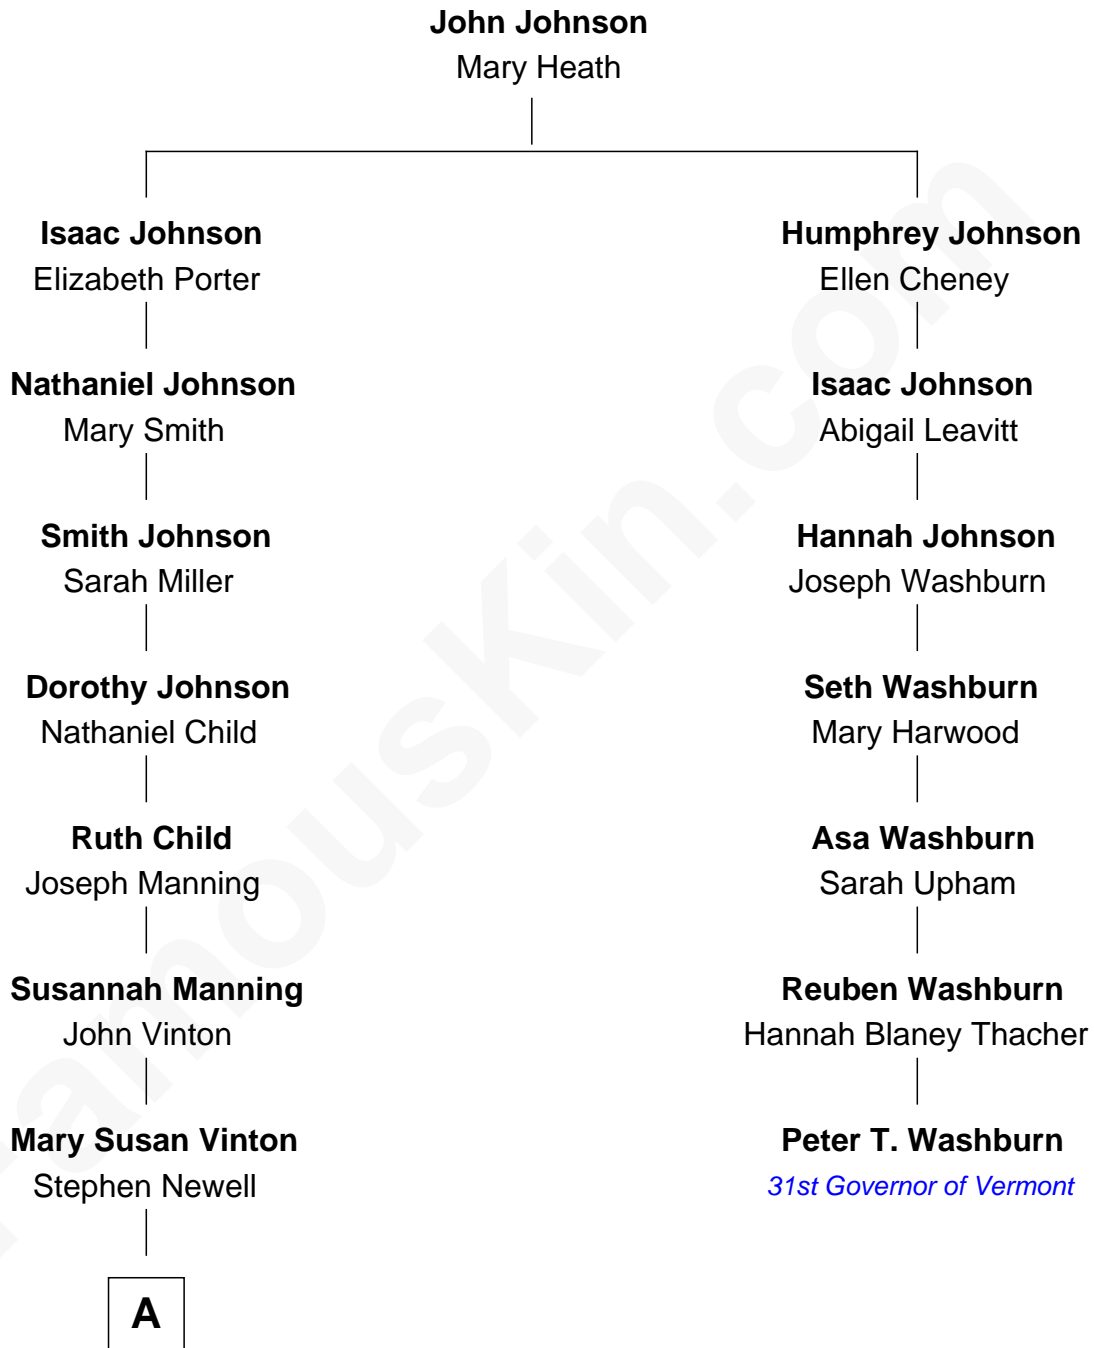 John Johnson
Mary Heath
Isaac Johnson
Elizabeth Porter
Humphrey Johnson
Ellen Cheney
Nathaniel Johnson
Mary Smith
Isaac Johnson
Abigail Leavitt
Smith Johnson
Sarah Miller
Hannah Johnson
Joseph Washburn
Dorothy Johnson
Nathaniel Child
Seth Washburn
Mary Harwood
Ruth Child
Joseph Manning
Asa Washburn
Sarah Upham
Susannah Manning
John Vinton
Reuben Washburn
Hannah Blaney Thacher
Mary Susan Vinton
Stephen Newell
Peter T. Washburn
31st Governor of Vermont
A
FamousKin.com